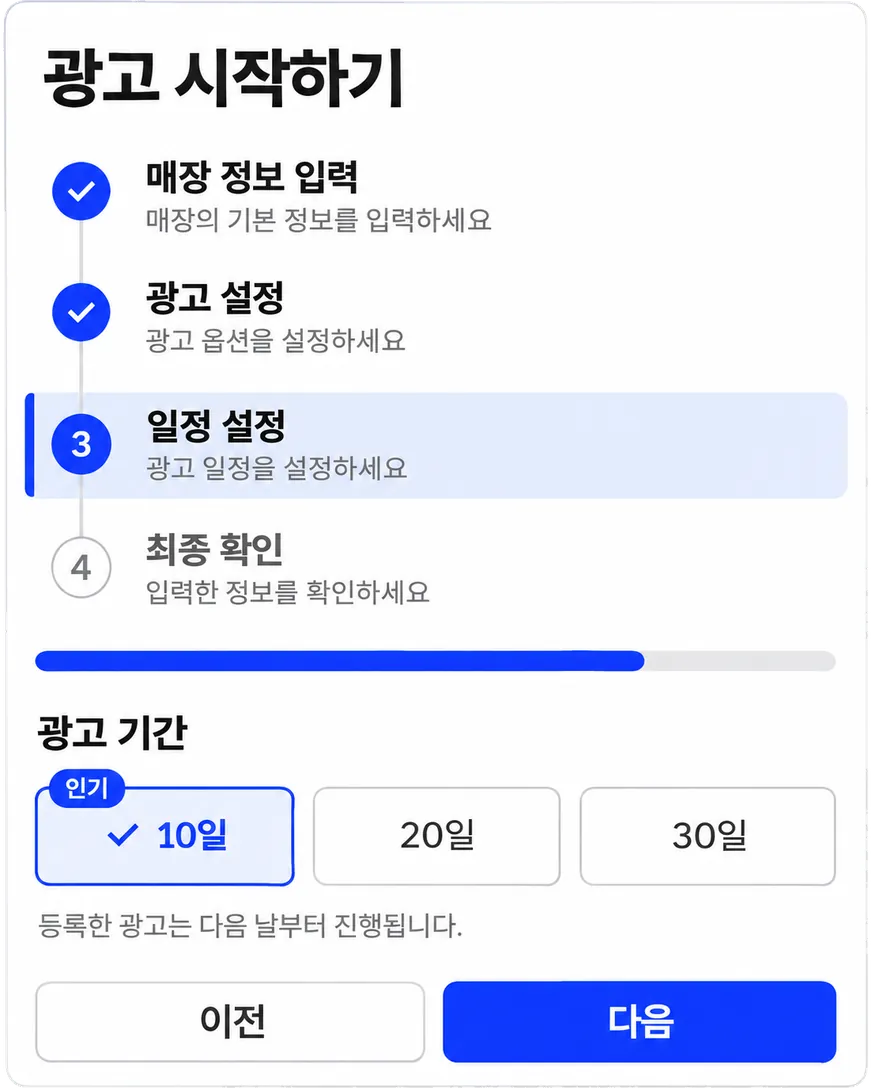 광고 시작하기
매장 정보 입력
매장의 기본 정보를 입력하세요
광고 설정
광고 옵션을 설정하세요
3
일정 설정
광고 일정을 설정하세요
4
최종 확인
입력한 정보를 확인하세요
광고 기간
인기
10일
20일
30일
등록한 광고는 다음 날부터 진행됩니다.
이전
다음